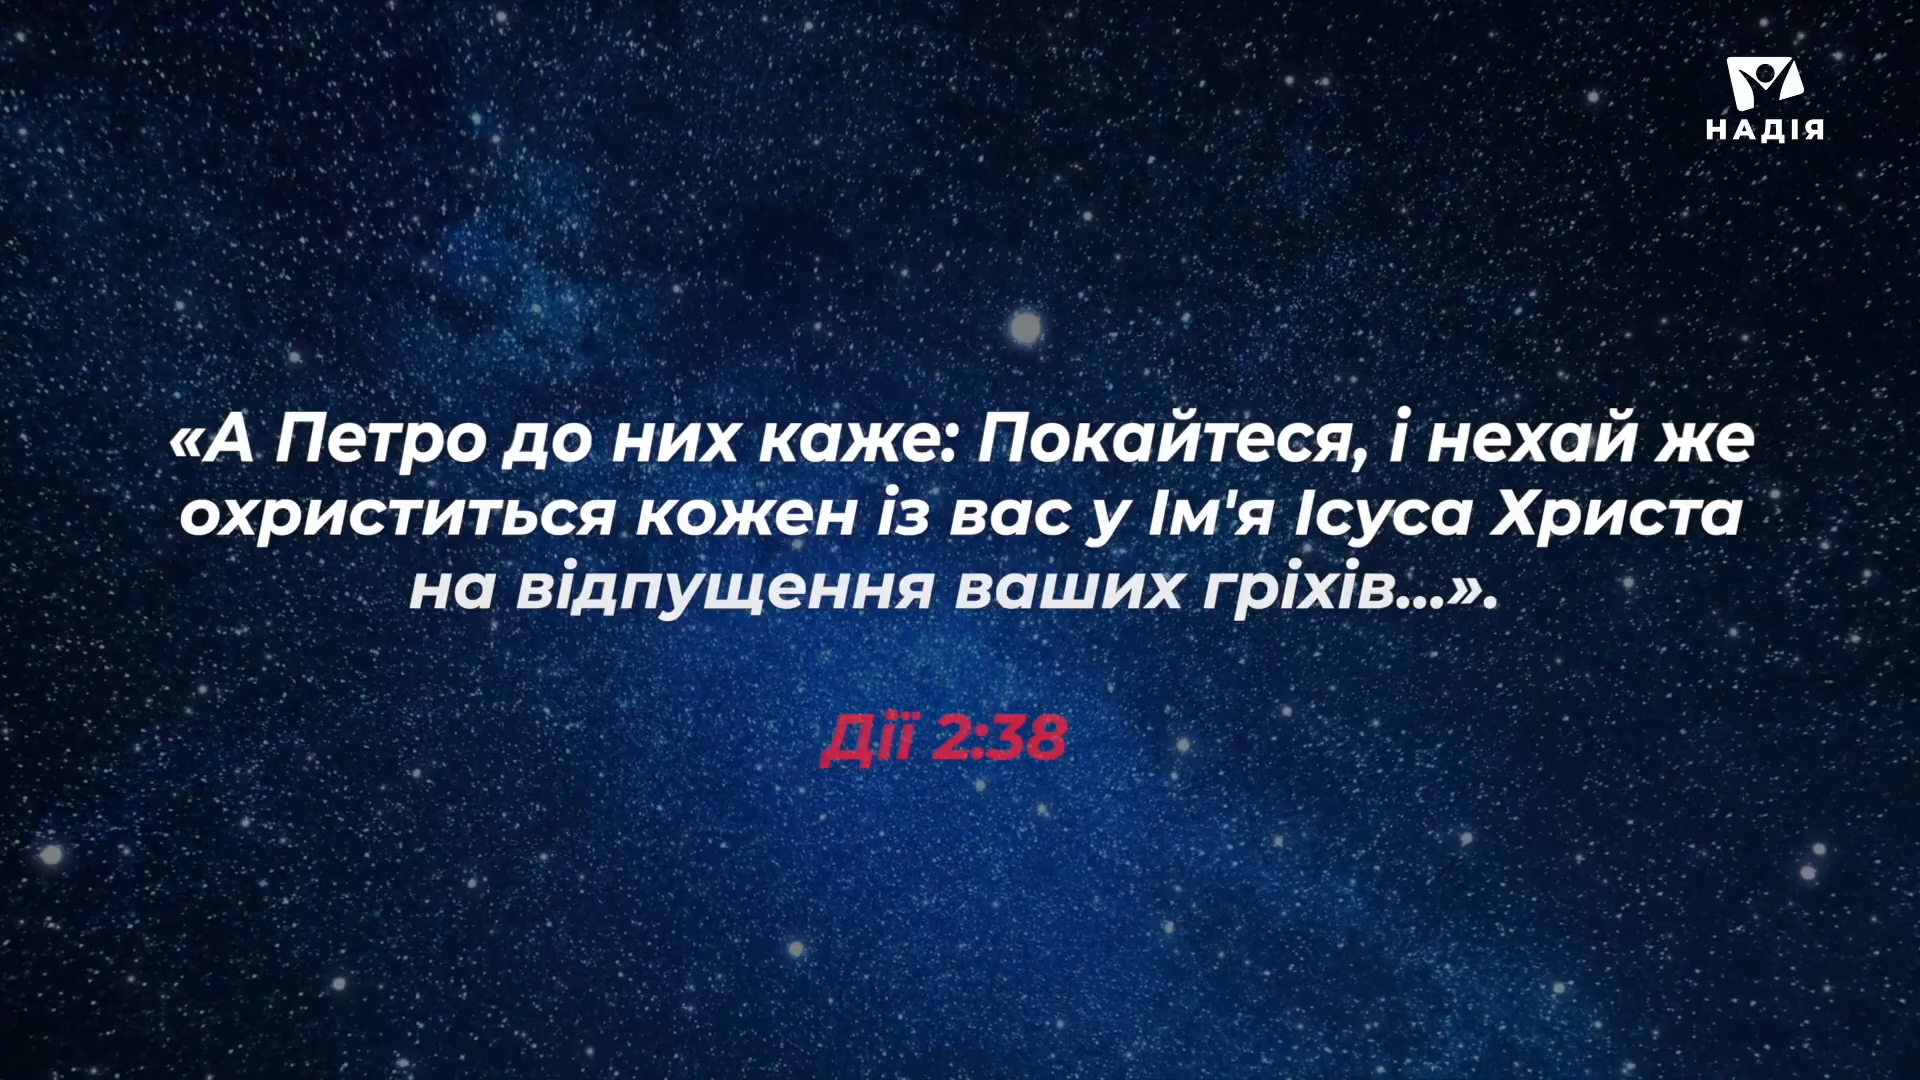 НАДІЯ
«А Петро до них каже: Покайтеся, і нехай же
охриститься кожен із вас у Ім'я Ісуса Христа
на відпущення ваших гріхів...».
Дії 2:38